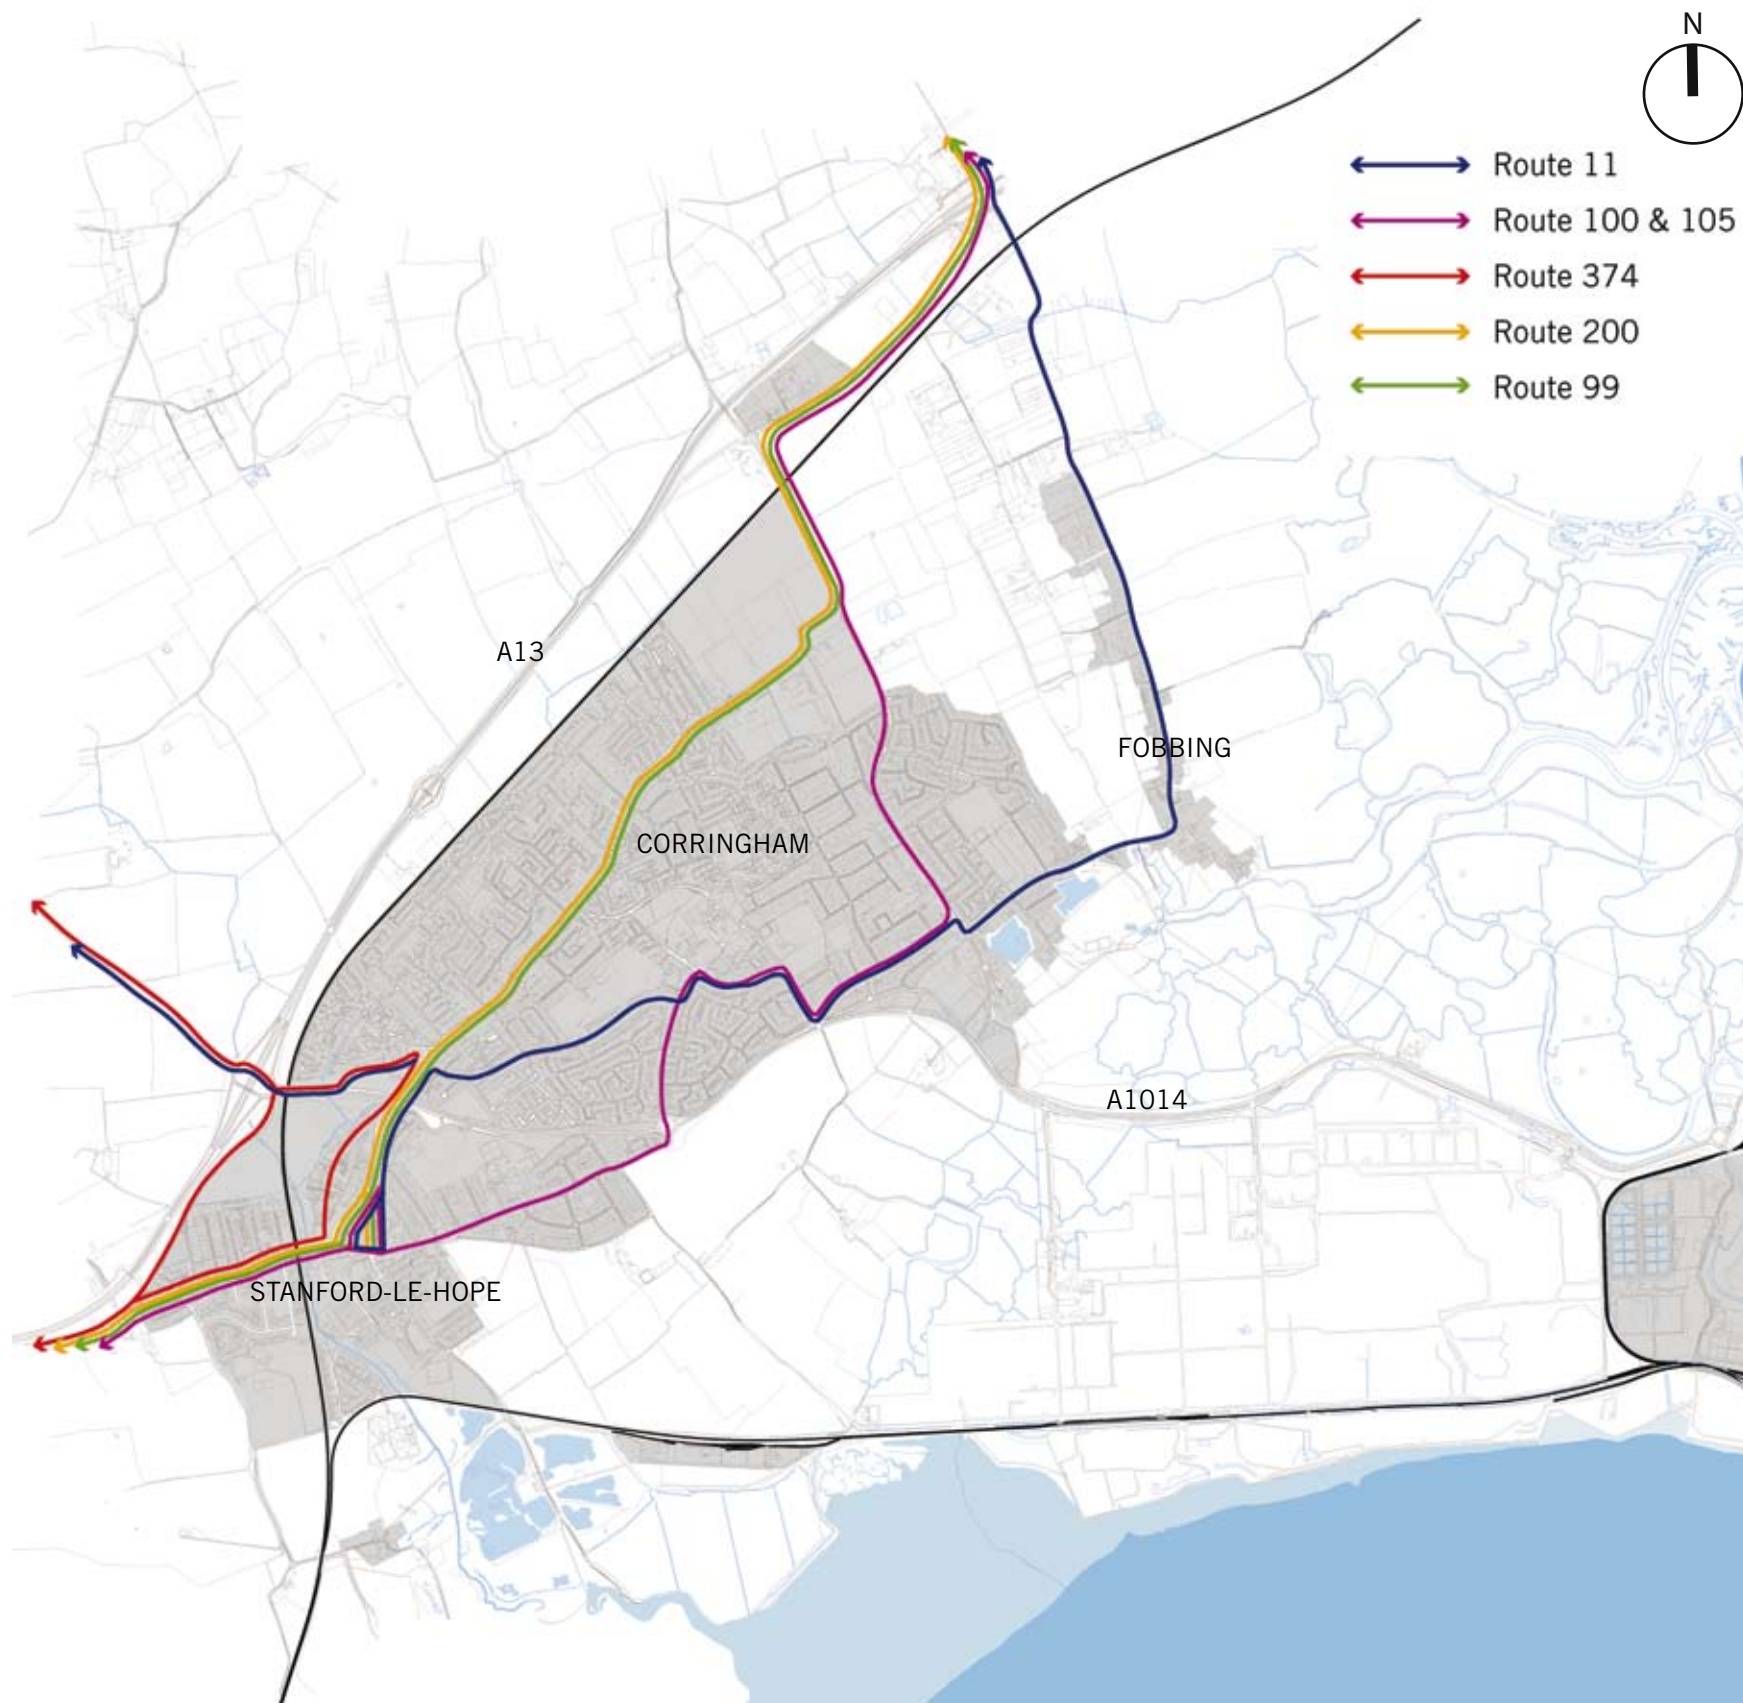 N
Route 11
Route 100 & 105
Route 374
Route 200
Route 99
A13
FOBBING
CORRINGHAM
A1014
STANFORD-LE-HOPE